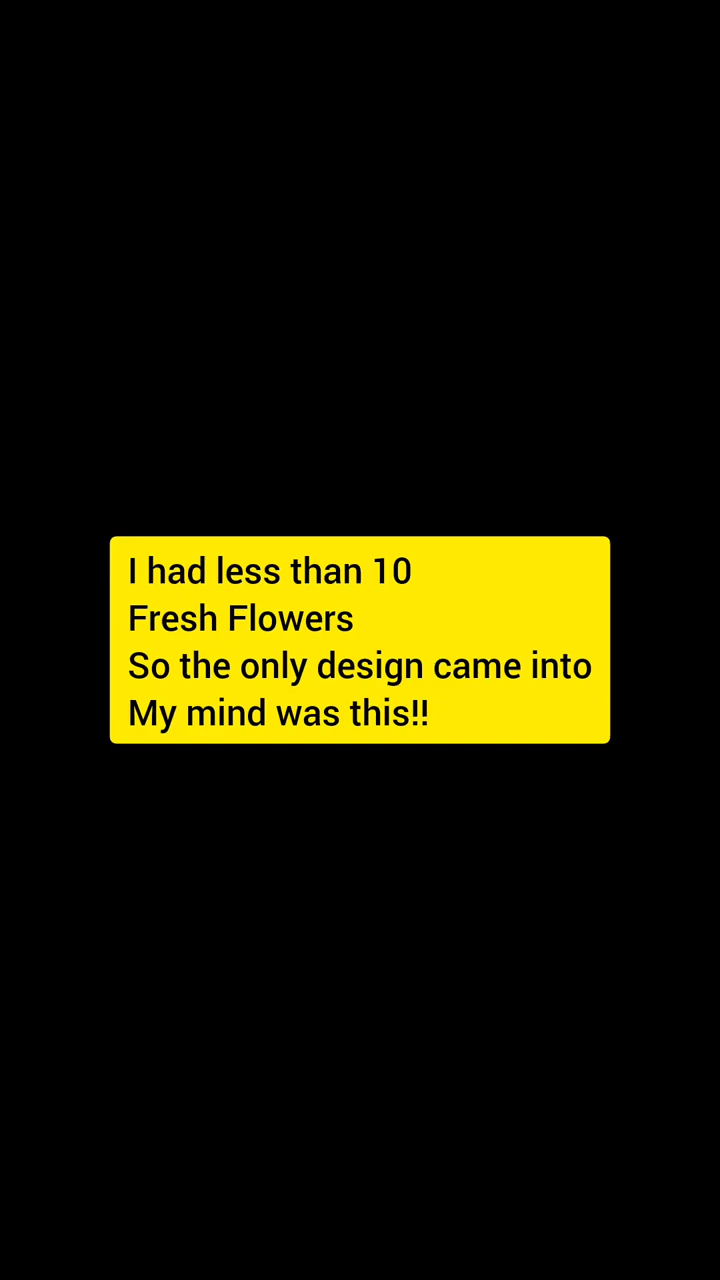 I had less than 10
Fresh Flowers
So the only design came into
My mind was this!!